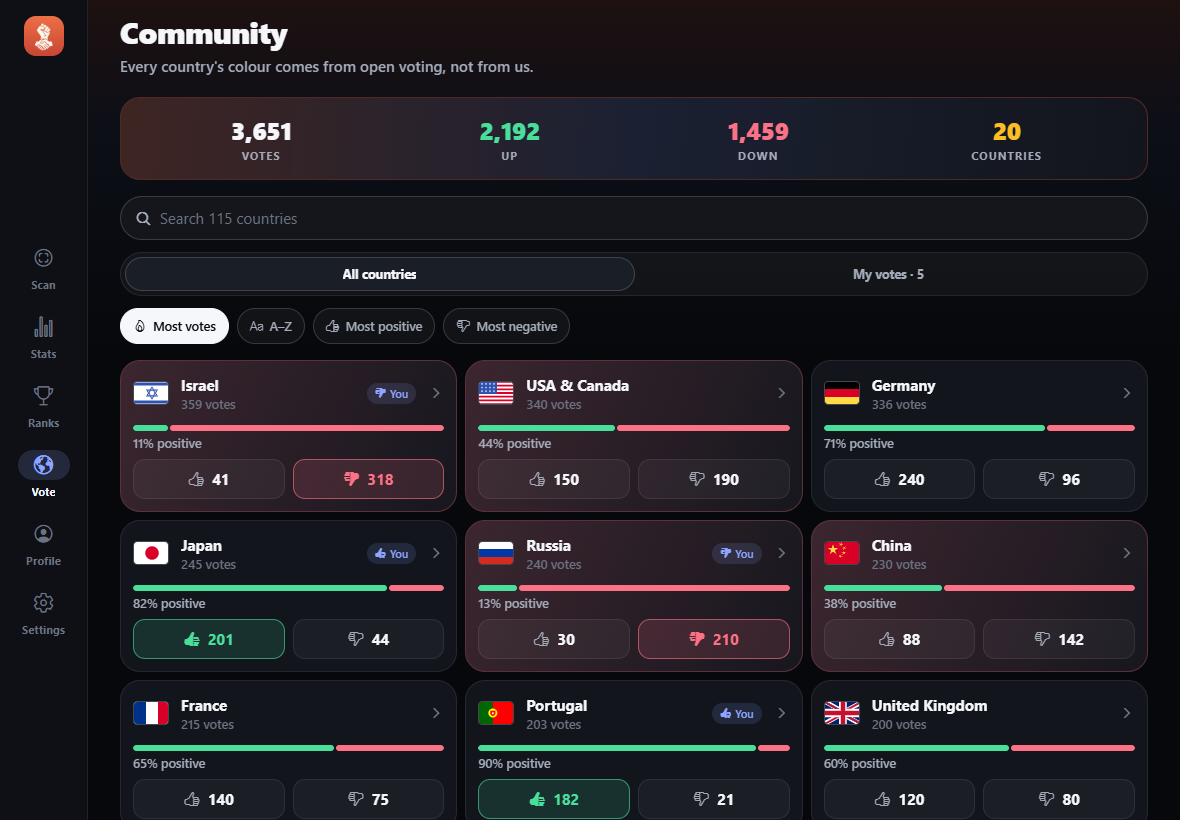 Community
Every country's colour comes from open voting, not from us.
3,651 2,192 1,459 20
VOTES UP DOWN COUNTRIES
Search 115 countries
All countries My votes · 5
Most votes Aa A–Z Most positive Most negative
Scan
Stats
Ranks
Vote
Profile
Settings
Israel
359 votes
You
11% positive
41 318
USA & Canada
340 votes
44% positive
150 190
Germany
336 votes
71% positive
240 96
Japan
245 votes
You
82% positive
201 44
Russia
240 votes
You
13% positive
30 210
China
230 votes
38% positive
88 142
France
215 votes
65% positive
140 75
Portugal
203 votes
You
90% positive
182 21
United Kingdom
200 votes
60% positive
120 80